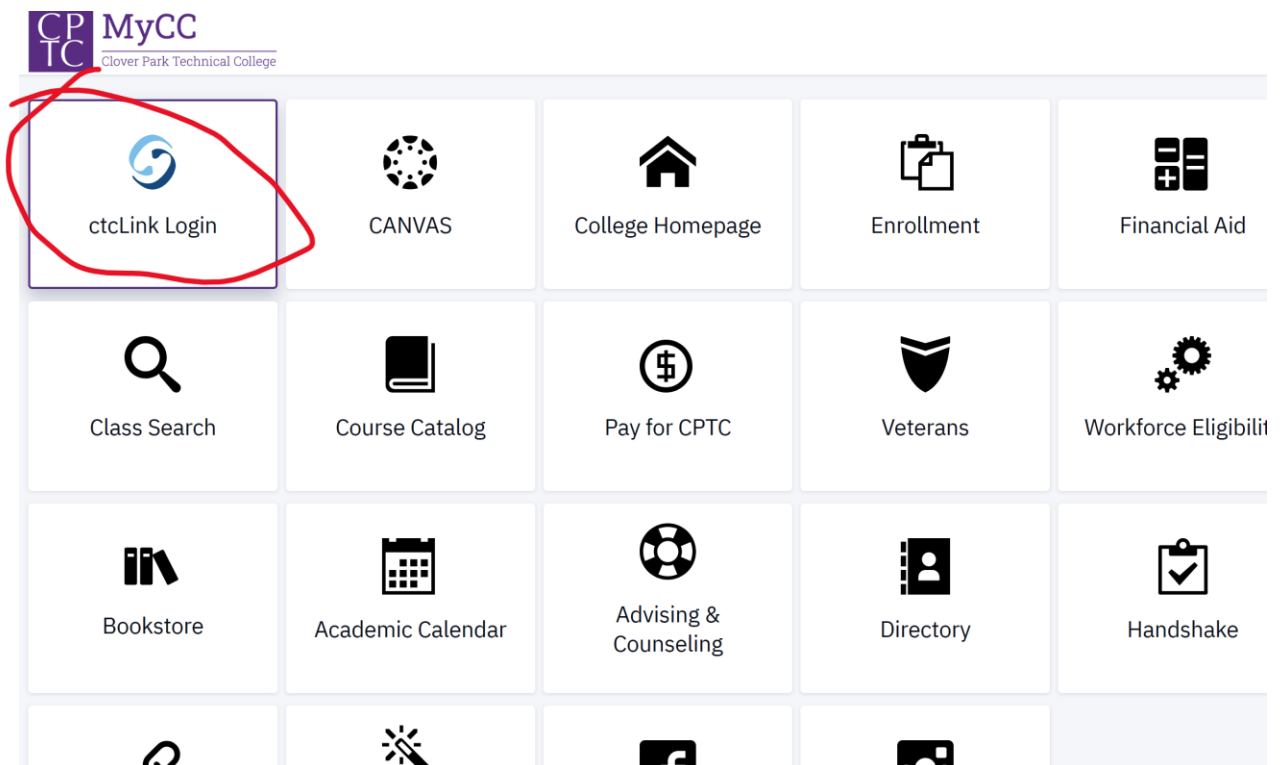 CP
TC
MyCC
Clover Park Technical College
ctcLink Login
CANVAS
College Homepage
Enrollment
Financial Aid
Class Search
Course Catalog
Pay for CPTC
Veterans
Workforce Eligibilit
Bookstore
Academic Calendar
Advising &
Counseling
Directory
Handshake